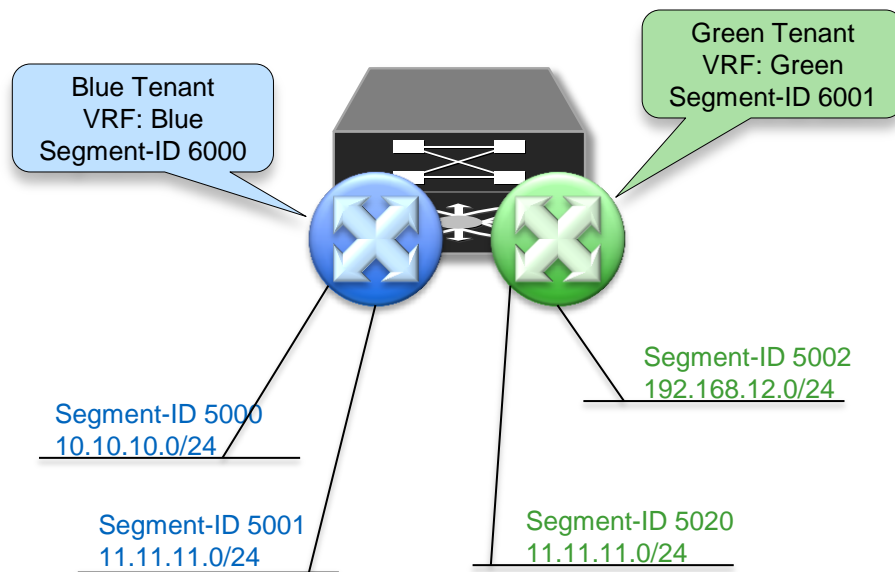 Blue Tenant
VRF: Blue
Segment-ID 6000
Green Tenant
VRF: Green
Segment-ID 6001
Segment-ID 5002
192.168.12.0/24
Segment-ID 5000
10.10.10.0/24
Segment-ID 5001
11.11.11.0/24
Segment-ID 5020
11.11.11.0/24